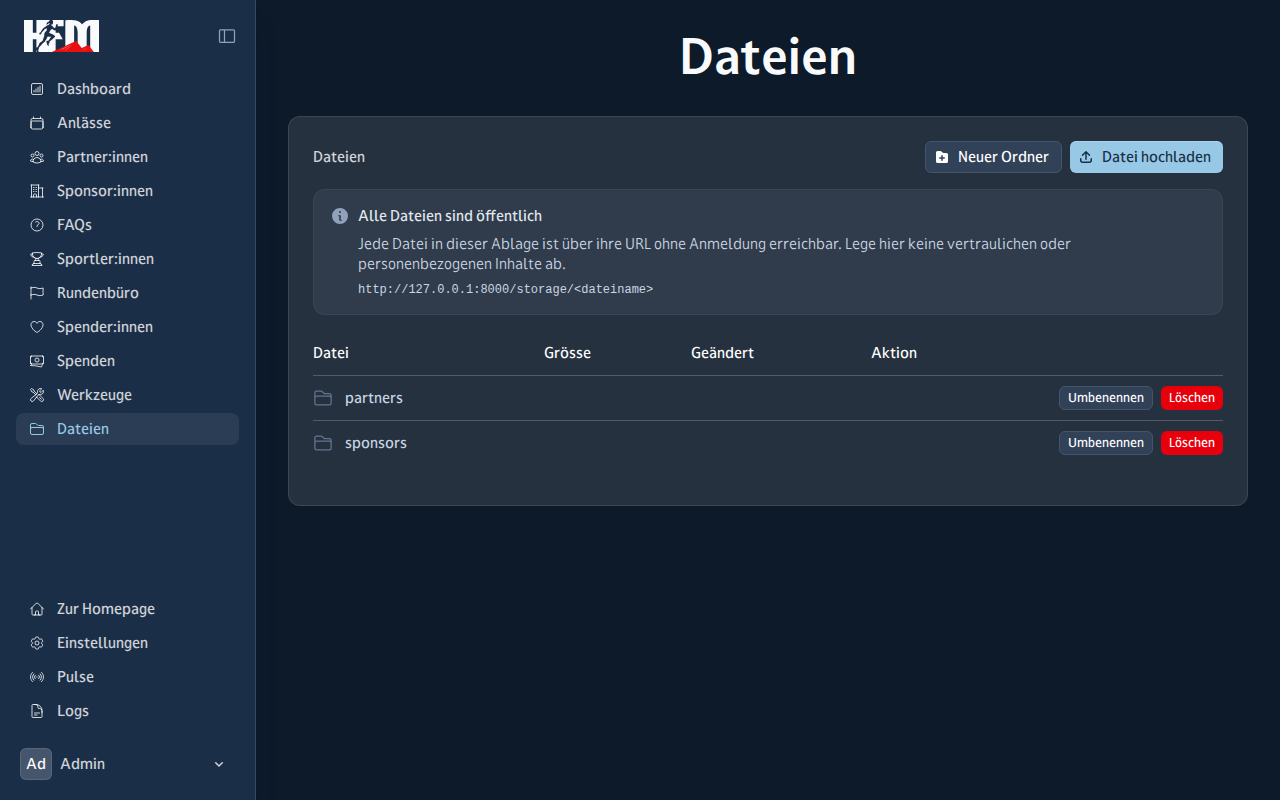 HFM
Dashboard
Anlässe
Partner:innen
Sponsor:innen
FAQs
Sportler:innen
Rundenbüro
Spender:innen
Spenden
Werkzeuge
Dateien
Zur Homepage
Einstellungen
Pulse
Logs
Ad Admin
Dateien
Dateien
Neuer Ordner
Datei hochladen
Alle Dateien sind öffentlich
Jede Datei in dieser Ablage ist über ihre URL ohne Anmeldung erreichbar. Lege hier keine vertraulichen oder
personenbezogenen Inhalte ab.
http://127.0.0.1:8000/storage/<dateiname>
Datei Grösse Geändert Aktion
partners Umbenennen Löschen
sponsors Umbenennen Löschen